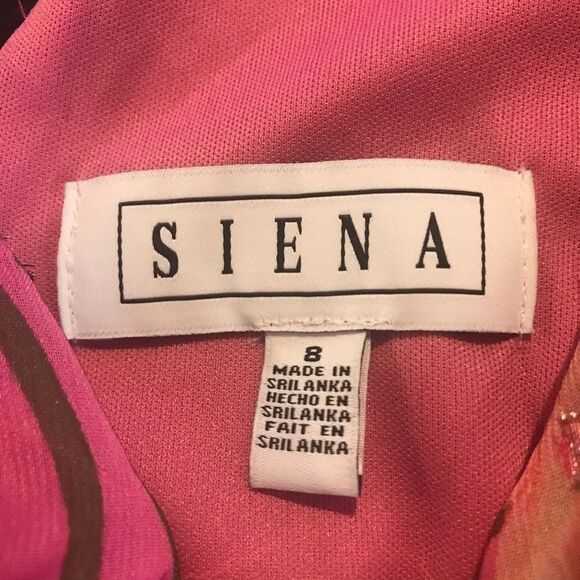 SIENA
8
MADE IN
SRILANKA
HECHO EN
SRILANKA
FAIT EN
SRILANKA